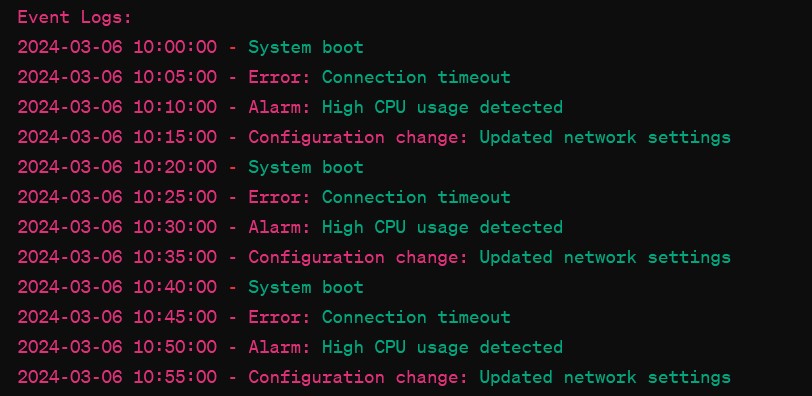 Event Logs:
2024-03-06 10:00:00 - System boot
2024-03-06 10:05:00 - Error: Connection timeout
2024-03-06 10:10:00 - Alarm: High CPU usage detected
2024-03-06 10:15:00 - Configuration change: Updated network settings
2024-03-06 10:20:00 - System boot
2024-03-06 10:25:00 - Error: Connection timeout
2024-03-06 10:30:00 - Alarm: High CPU usage detected
2024-03-06 10:35:00 - Configuration change: Updated network settings
2024-03-06 10:40:00 - System boot
2024-03-06 10:45:00 - Error: Connection timeout
2024-03-06 10:50:00 - Alarm: High CPU usage detected
2024-03-06 10:55:00 - Configuration change: Updated network settings